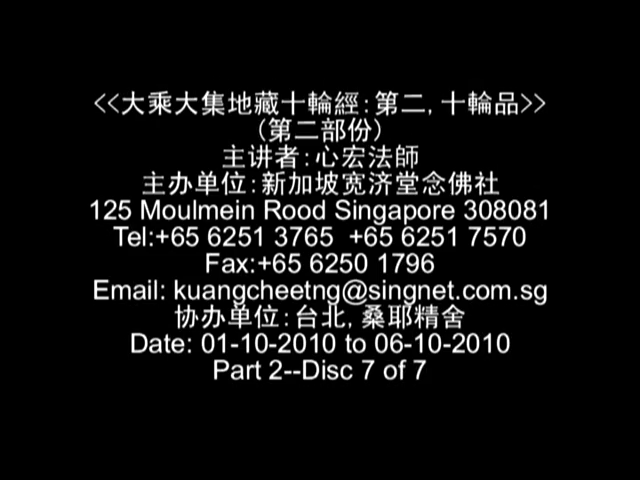 <<大乘大集地藏十輪經:第二,十輪品>>
(第二部份)
主讲者:心宏法師
主办单位:新加坡宽济堂念佛社
125 Moulmein Rood Singapore 308081
Tel:+65 6251 3765  +65 6251 7570
Fax:+65 6250 1796
Email: kuangcheetng@singnet.com.sg
协办单位:台北,桑耶精舍
Date: 01-10-2010 to 06-10-2010
Part 2--Disc 7 of 7